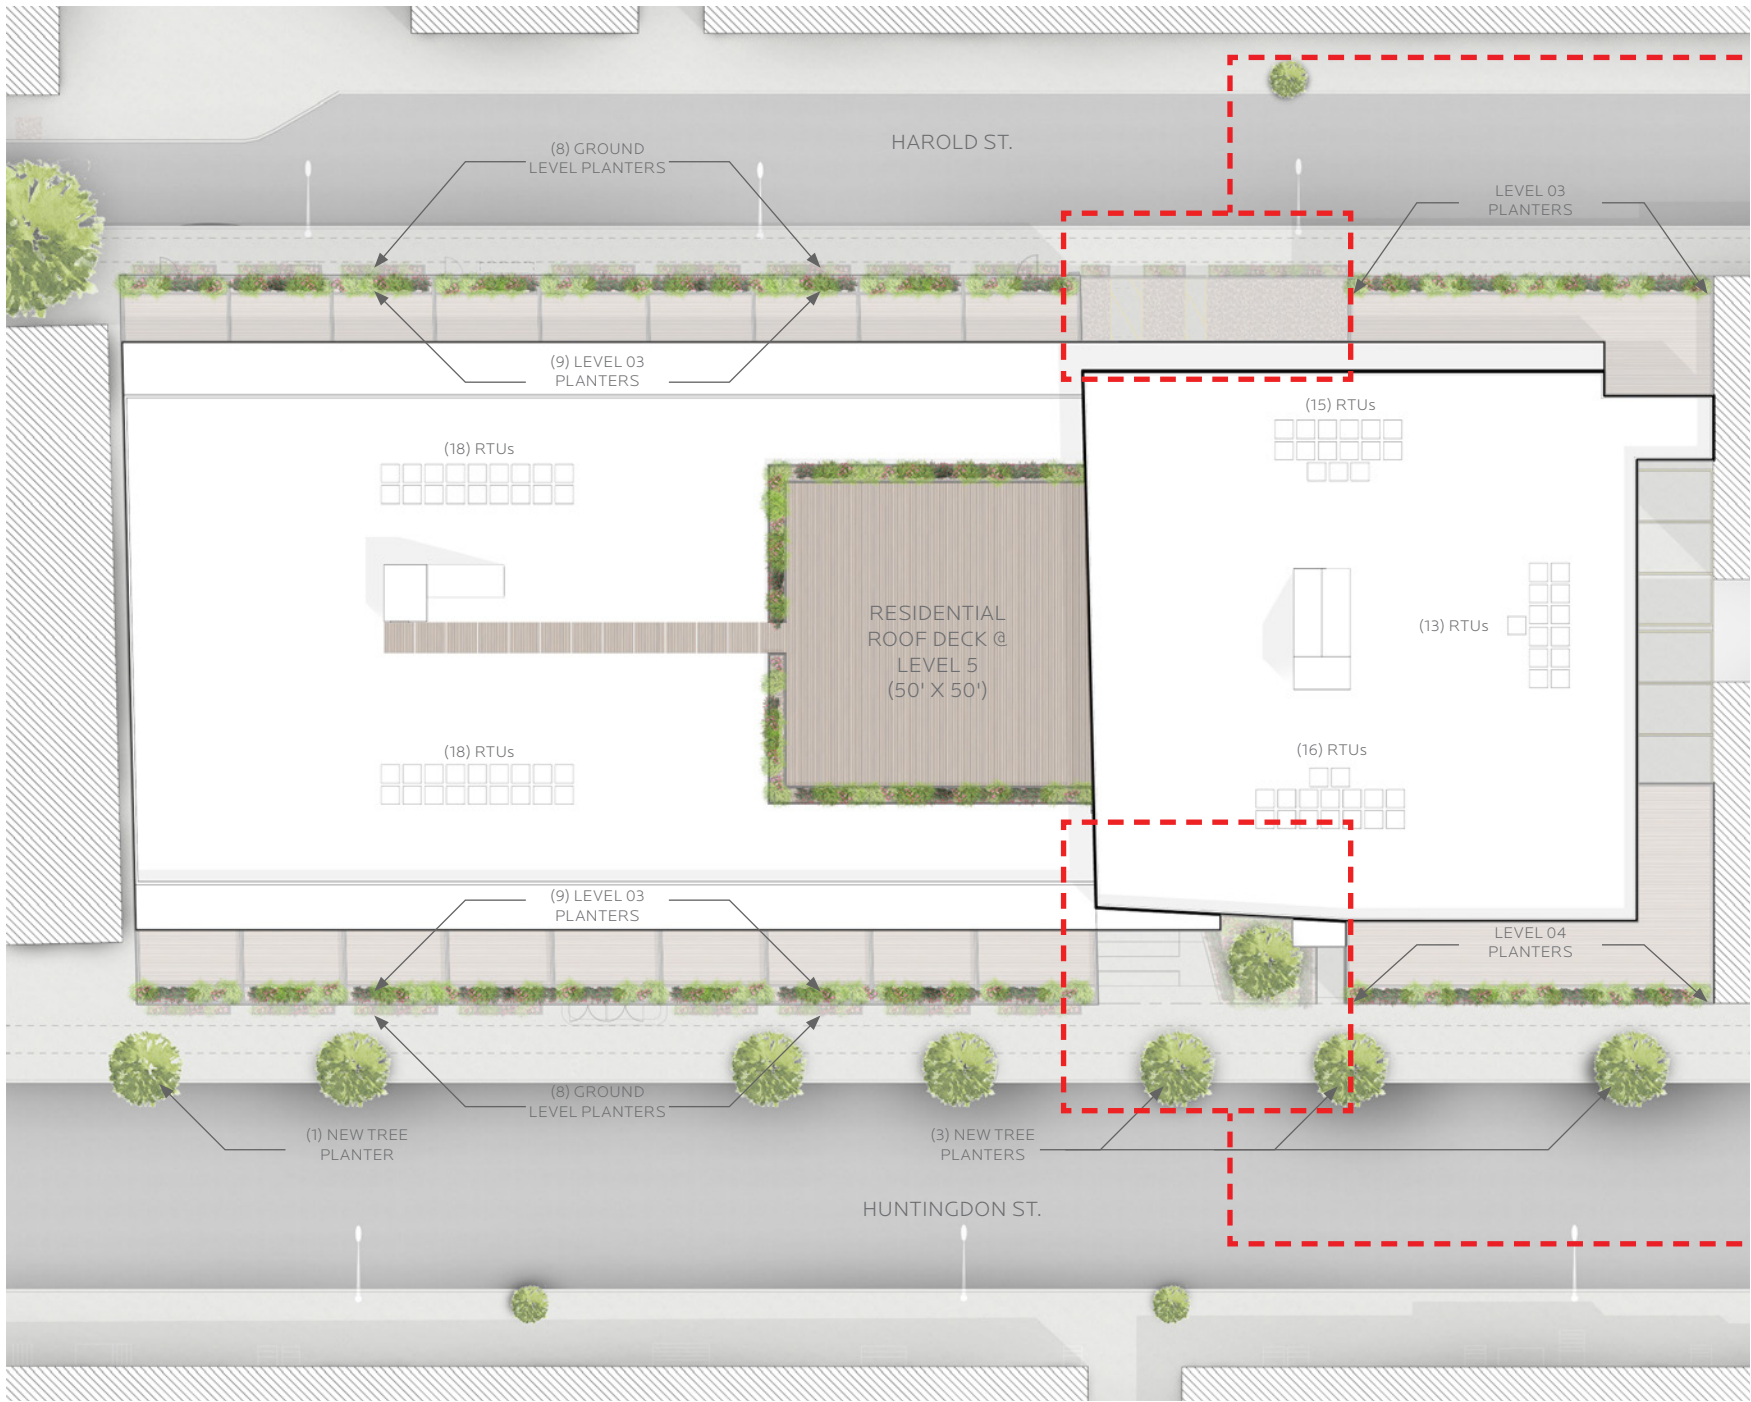 HAROLD ST.
(8) GROUND
LEVEL PLANTERS
LEVEL 03
PLANTERS
(9) LEVEL 03
PLANTERS
(15) RTUs
(18) RTUs
RESIDENTIAL
ROOF DECK @
LEVEL 5
(50' X 50')
(13) RTUs
(18) RTUs
(16) RTUs
(9) LEVEL 03
PLANTERS
LEVEL 04
PLANTERS
(8) GROUND
LEVEL PLANTERS
(1) NEW TREE
PLANTER
(3) NEW TREE
PLANTERS
HUNTINGDON ST.